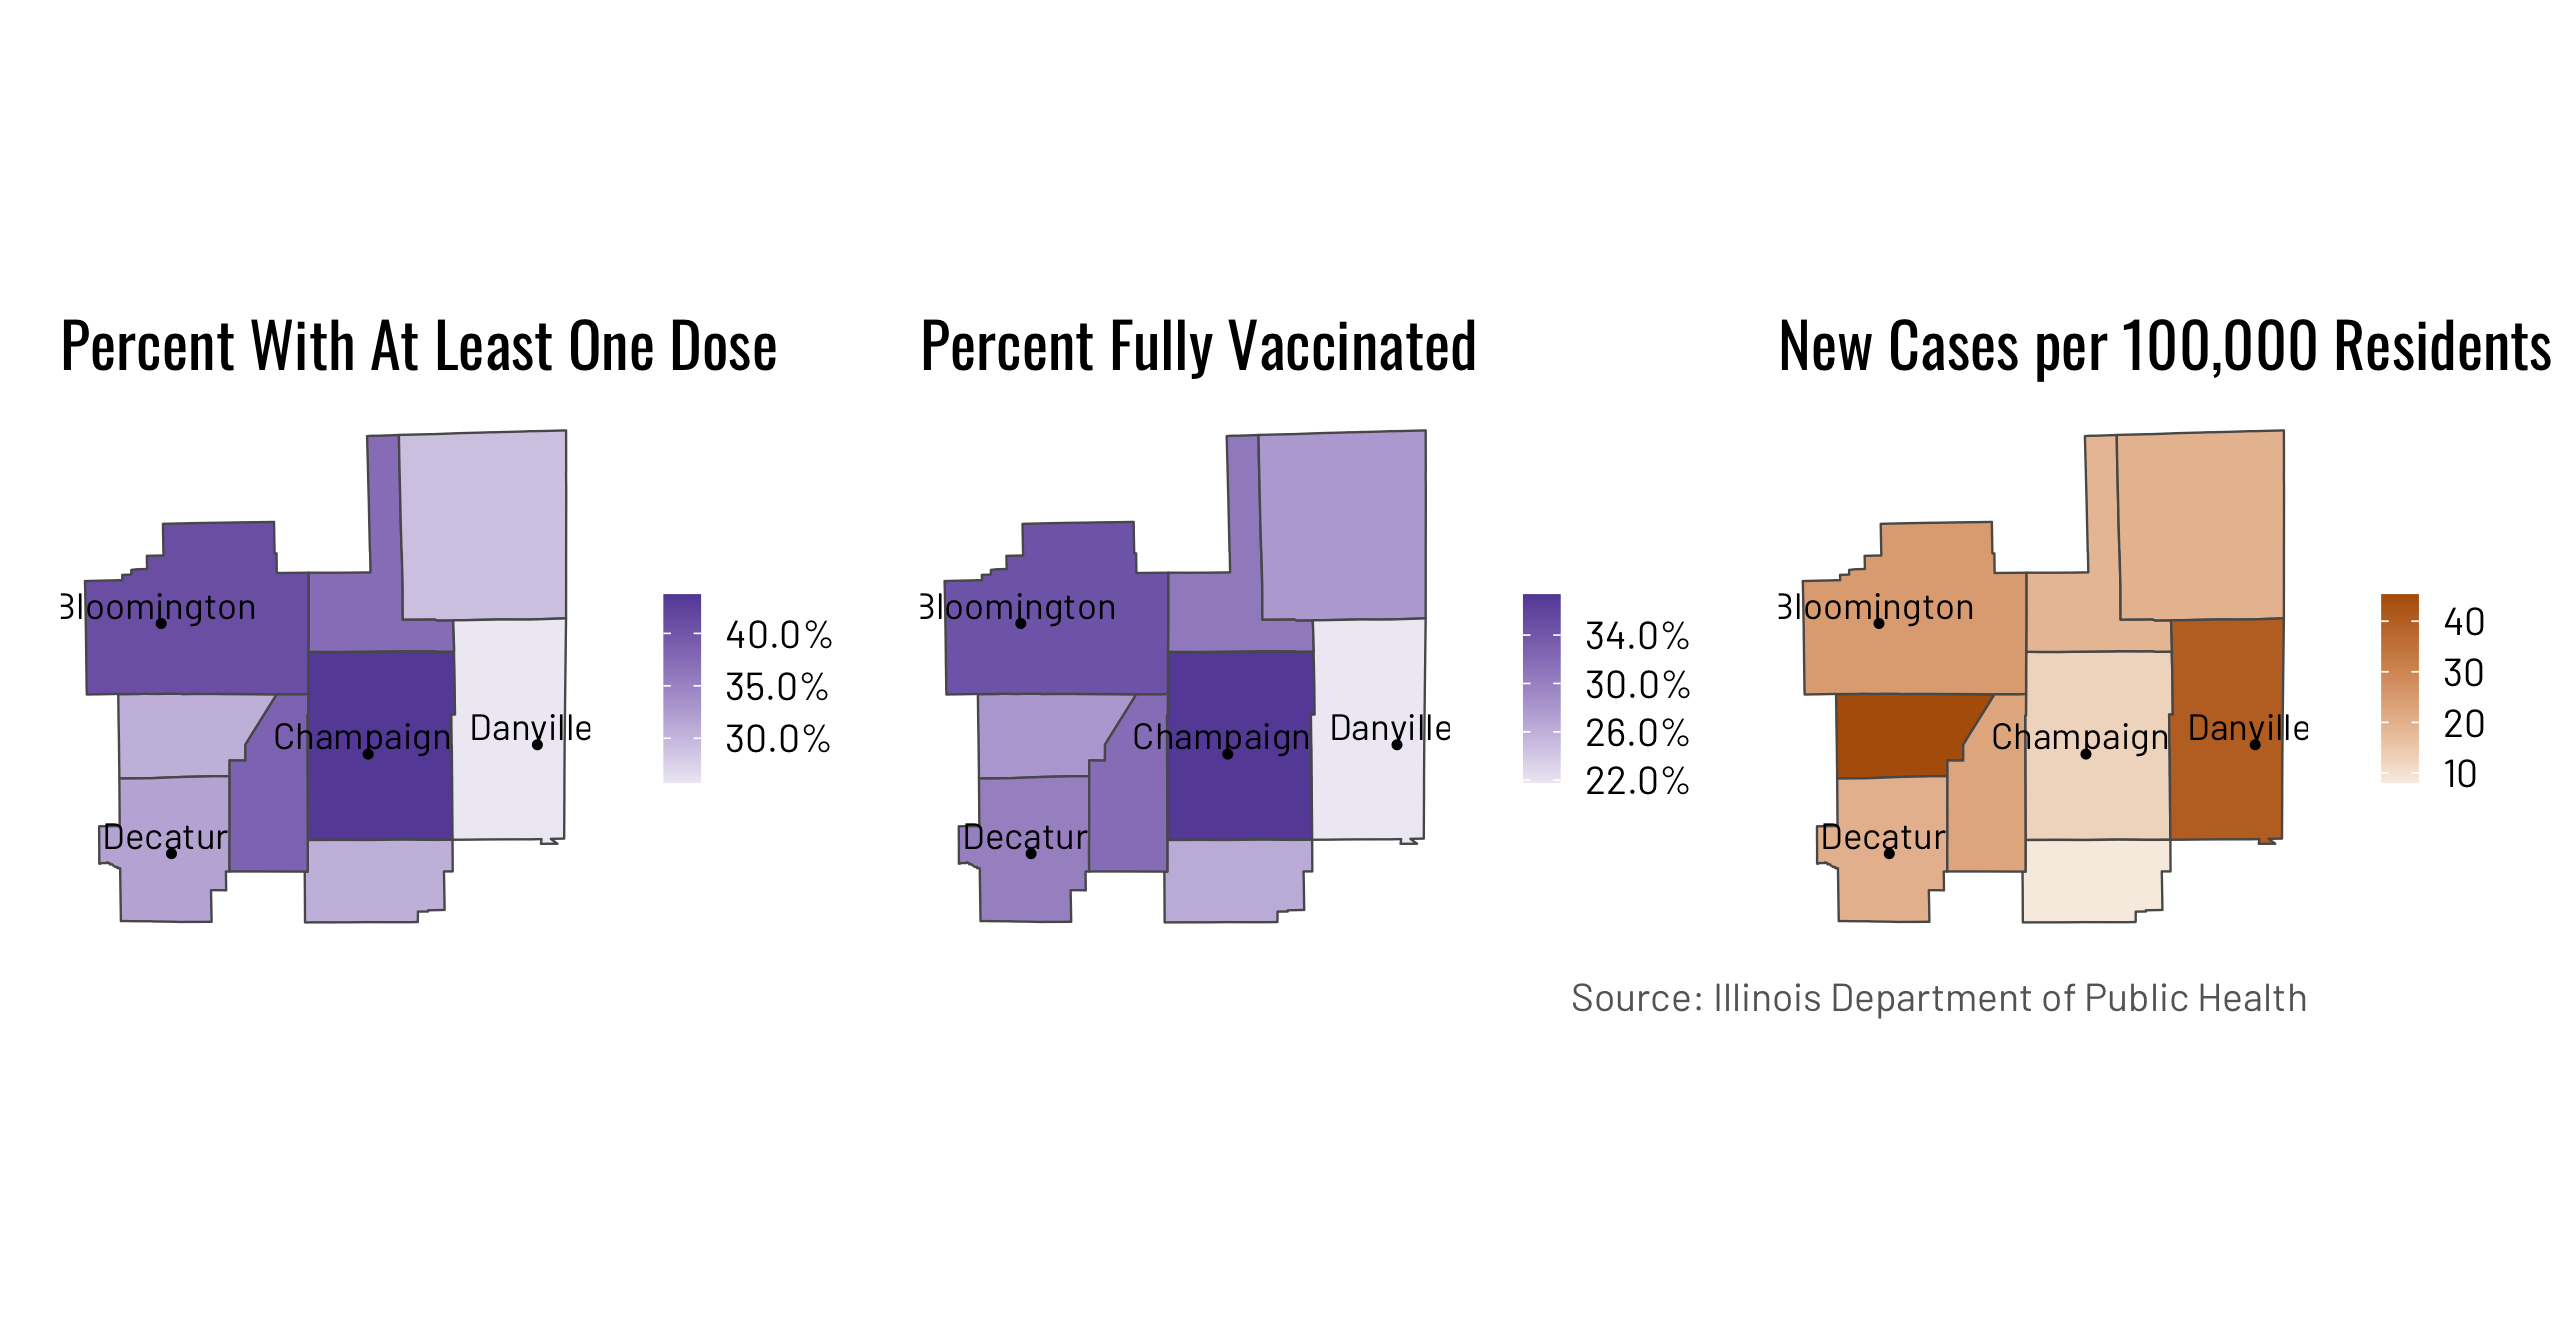 Percent With At Least One Dose
Bloomington
Champaign
Danville
Decatur
40.0%
35.0%
30.0%
Percent Fully Vaccinated
Bloomington
Champaign
Danville
Decatur
34.0%
30.0%
26.0%
22.0%
New Cases per 100,000 Residents
Bloomington
Champaign
Danville
Decatur
40
30
20
10
Source: Illinois Department of Public Health